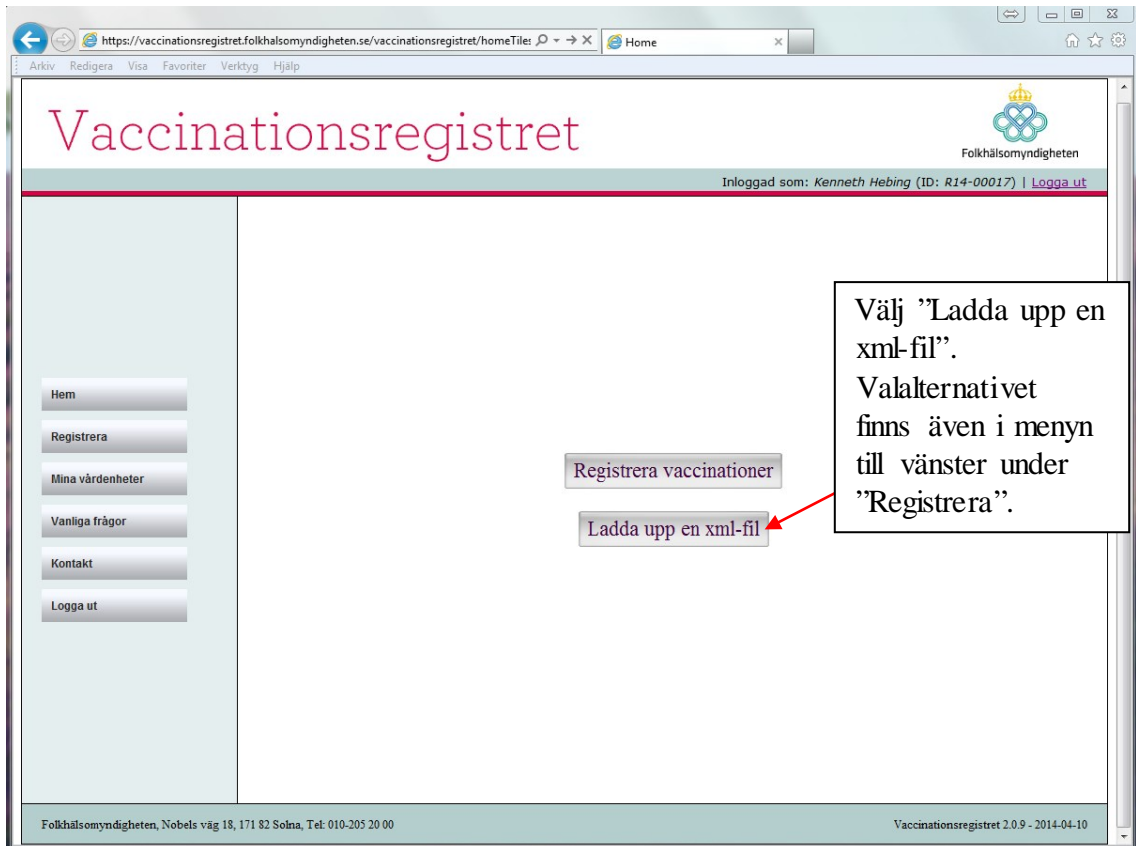 https://vaccinationsregistret.folkhalsomyndigheten.se/vaccinationsregistret/homeTiles
Home
Arkiv Redigera Visa Favoriter Verktyg Hjälp
Vaccinationsregistret
Folkhälsomyndigheten
Inloggad som: Kenneth Hebing (ID: R14-00017) | Logga ut
Hem
Registrera
Mina vårdenheter
Vanliga frågor
Kontakt
Logga ut
Registrera vaccinationer
Ladda upp en xml-fil
Välj ”Ladda upp en
xml-fil”.
Valalternativet
finns även i menyn
till vänster under
”Registrera”.
Folkhälsomyndigheten, Nobels väg 18, 171 82 Solna, Tel: 010-205 20 00
Vaccinationsregistret 2.0.9 - 2014-04-10